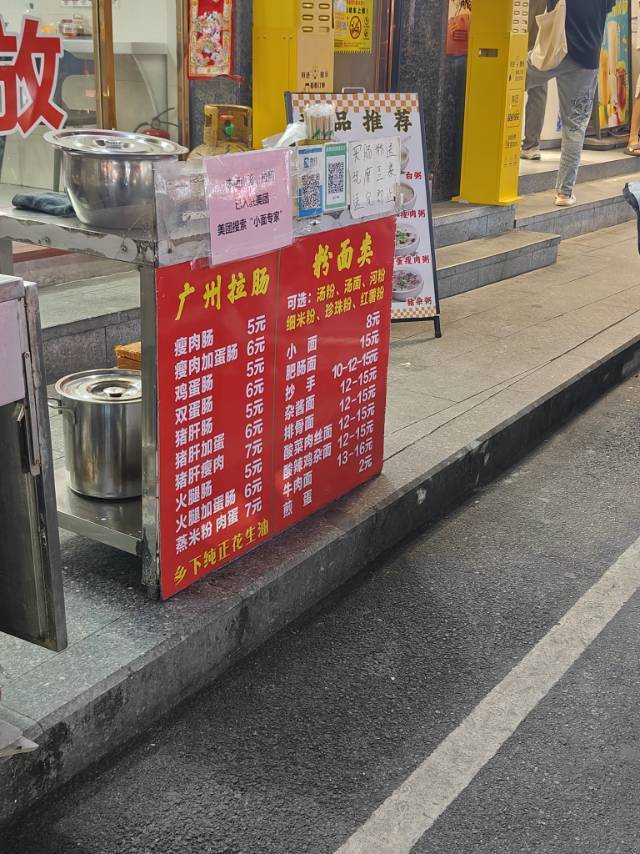 放
品推荐
美团搜索“小面专家”
广州拉肠
瘦肉肠 5元
瘦肉加蛋肠 6元
鸡蛋肠 5元
双蛋肠 6元
猪肝肠 5元
猪肝加蛋 6元
猪肝瘦肉 7元
火腿肠 5元
火腿加蛋肠 6元
蒸米粉 肉蛋 7元
乡下纯正花生油
粉面类
可选：汤粉、汤面、河粉
细米粉、珍珠粉、红薯粉
小 面 8元
肥肠面 15元
抄 手 10-12-15元
杂酱面 12-15元
排骨面 12-15元
酸菜肉丝面 12-15元
酸辣鸡杂面 12-15元
牛肉面 13-16元
煎 蛋 2元